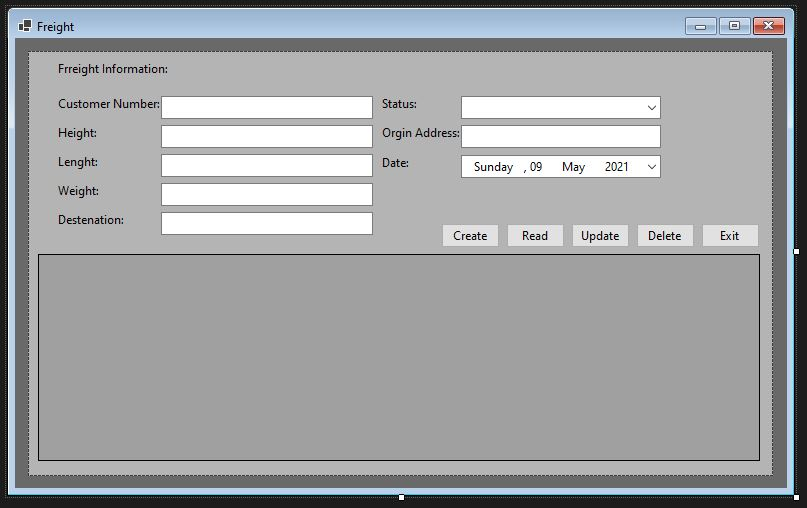 Freight
Frreight Information:
Customer Number:
Status:
Height:
Orgin Address:
Lenght:
Date:
Sunday , 09 May 2021
Weight:
Destenation:
Create
Read
Update
Delete
Exit